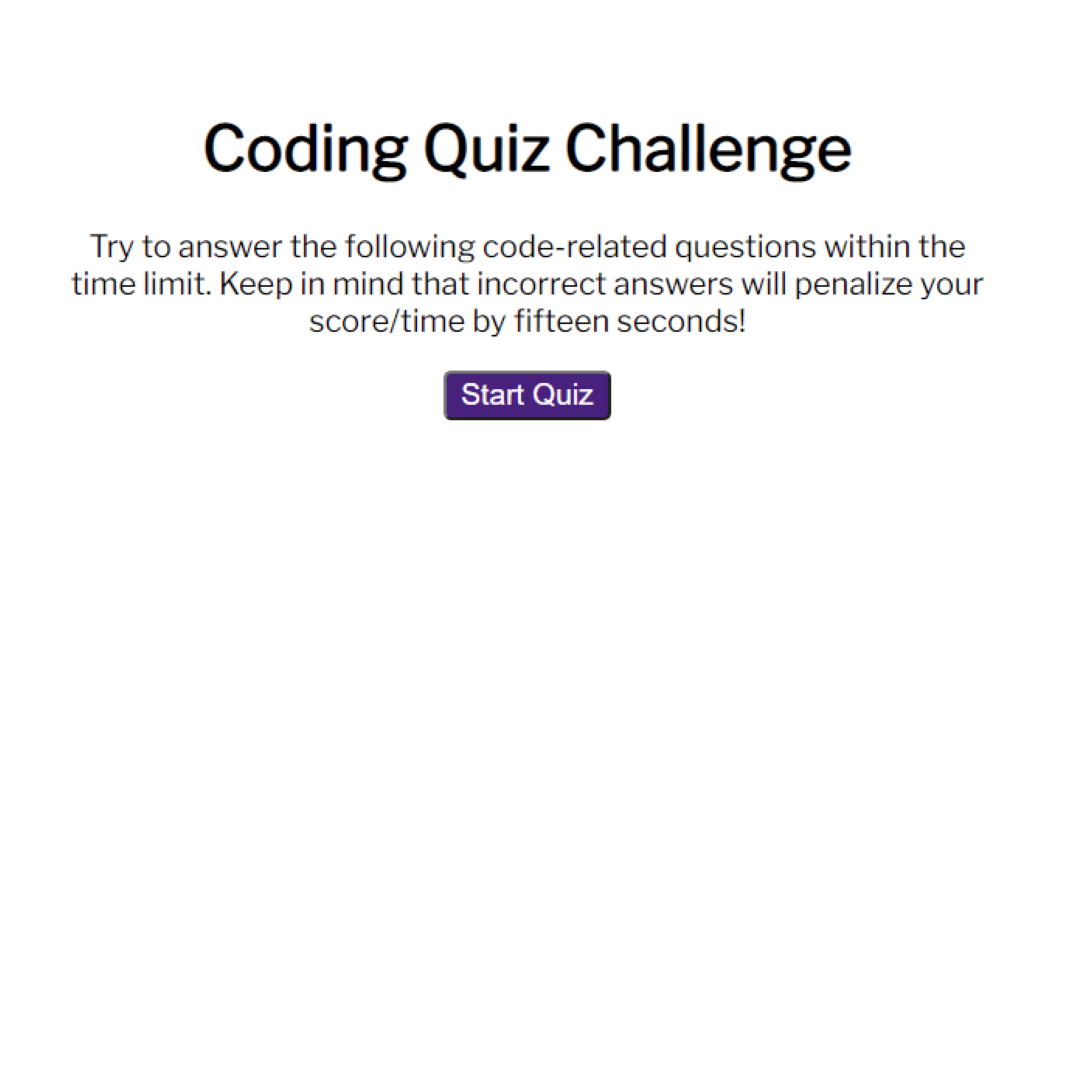 Coding Quiz Challenge
Try to answer the following code-related questions within the
time limit. Keep in mind that incorrect answers will penalize your
score/time by fifteen seconds!
Start Quiz